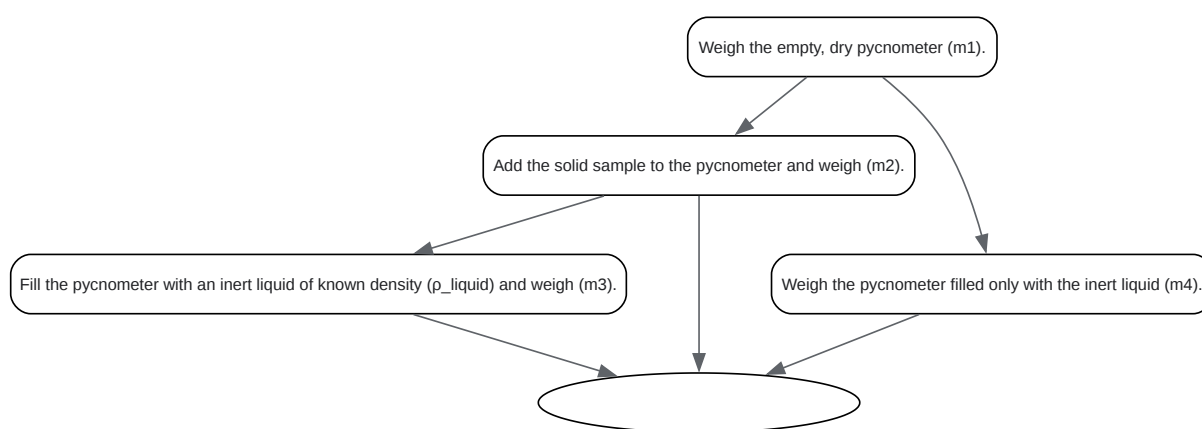 Weigh the empty, dry pycnometer (m1).
Add the solid sample to the pycnometer and weigh (m2).
Fill the pycnometer with an inert liquid of known density (ρ_liquid) and weigh (m3).
Weigh the pycnometer filled only with the inert liquid (m4).